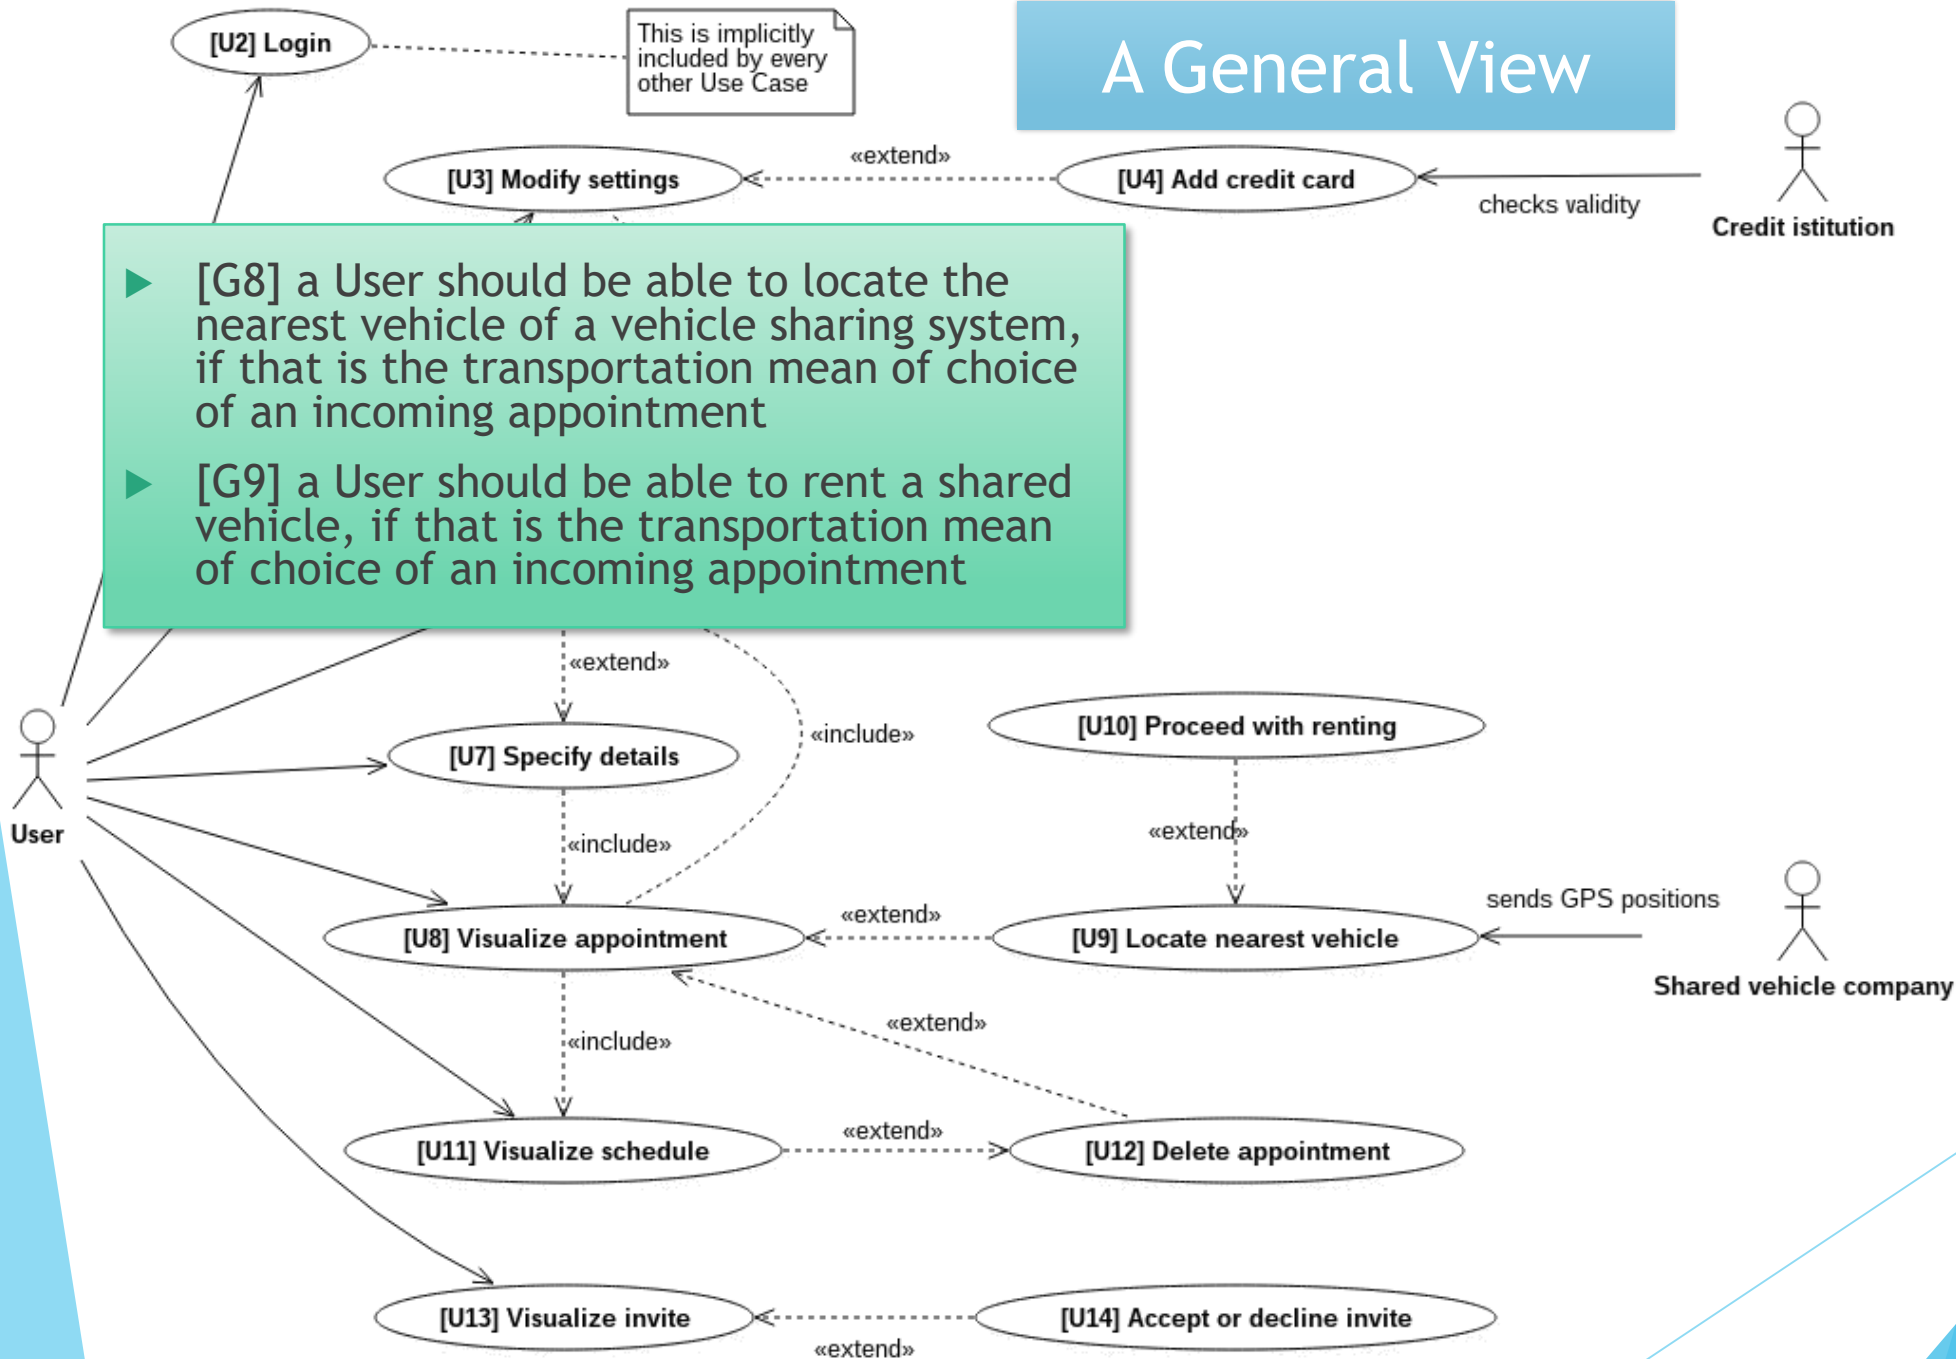 [U2] Login
This is implicitly
included by every
other Use Case
A General View
[U3] Modify settings
«extend»
[U4] Add credit card
checks validity
Credit istitution
[G8] a User should be able to locate the
nearest vehicle of a vehicle sharing system,
if that is the transportation mean of choice
of an incoming appointment
[G9] a User should be able to rent a shared
vehicle, if that is the transportation mean
of choice of an incoming appointment
«extend»
«include»
[U10] Proceed with renting
[U7] Specify details
User
«extend»
«include»
sends GPS positions
«extend»
[U8] Visualize appointment
[U9] Locate nearest vehicle
Shared vehicle company
«extend»
«include»
«extend»
[U11] Visualize schedule
[U12] Delete appointment
[U13] Visualize invite
[U14] Accept or decline invite
«extend»